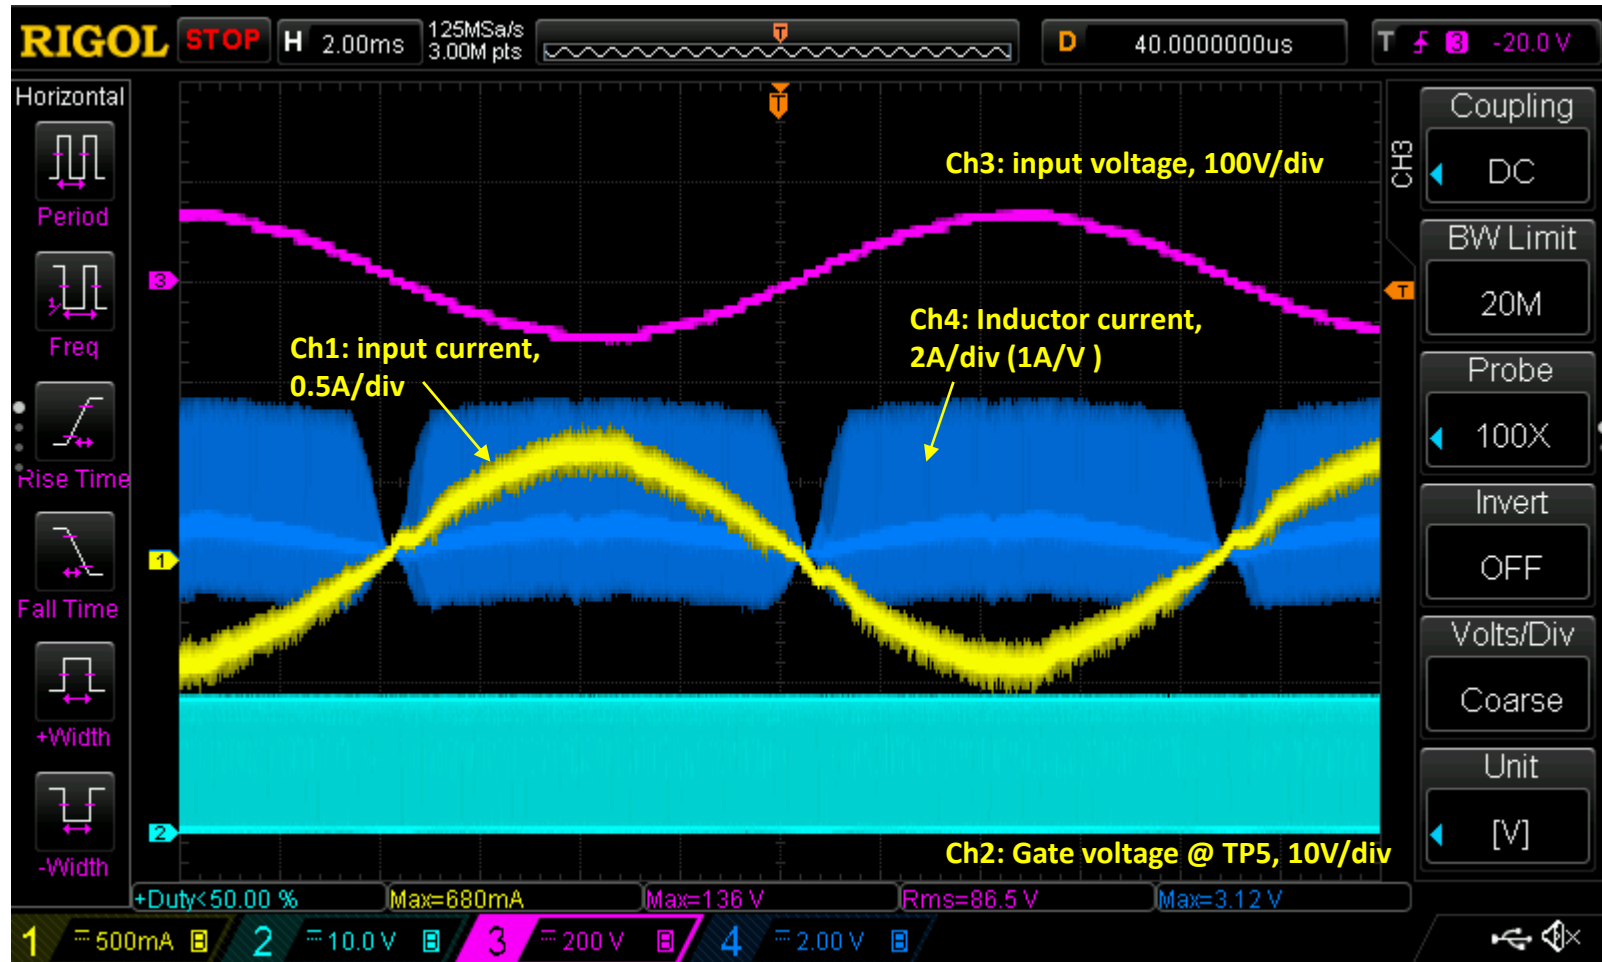 RIGOL STOP H 2.00ms 125MSa/s 3.00M pts T D 40.0000000us T 3 -20.0 V
Horizontal
Period
Freq
Rise Time
Fall Time
+Width
-Width
T
Ch3: input voltage, 100V/div
3
T
Ch1: input current,
0.5A/div
Ch4: Inductor current,
2A/div (1A/V )
1
2
Ch2: Gate voltage @ TP5, 10V/div
CH3
Coupling
DC
BW Limit
20M
Probe
100X
Invert
OFF
Volts/Div
Coarse
Unit
[V]
+Duty<50.00 % Max=680mA Max=136 V Rms=86.5 V Max=3.12 V
1 500mA B 2 10.0 V B 3 200 V B 4 2.00 V B